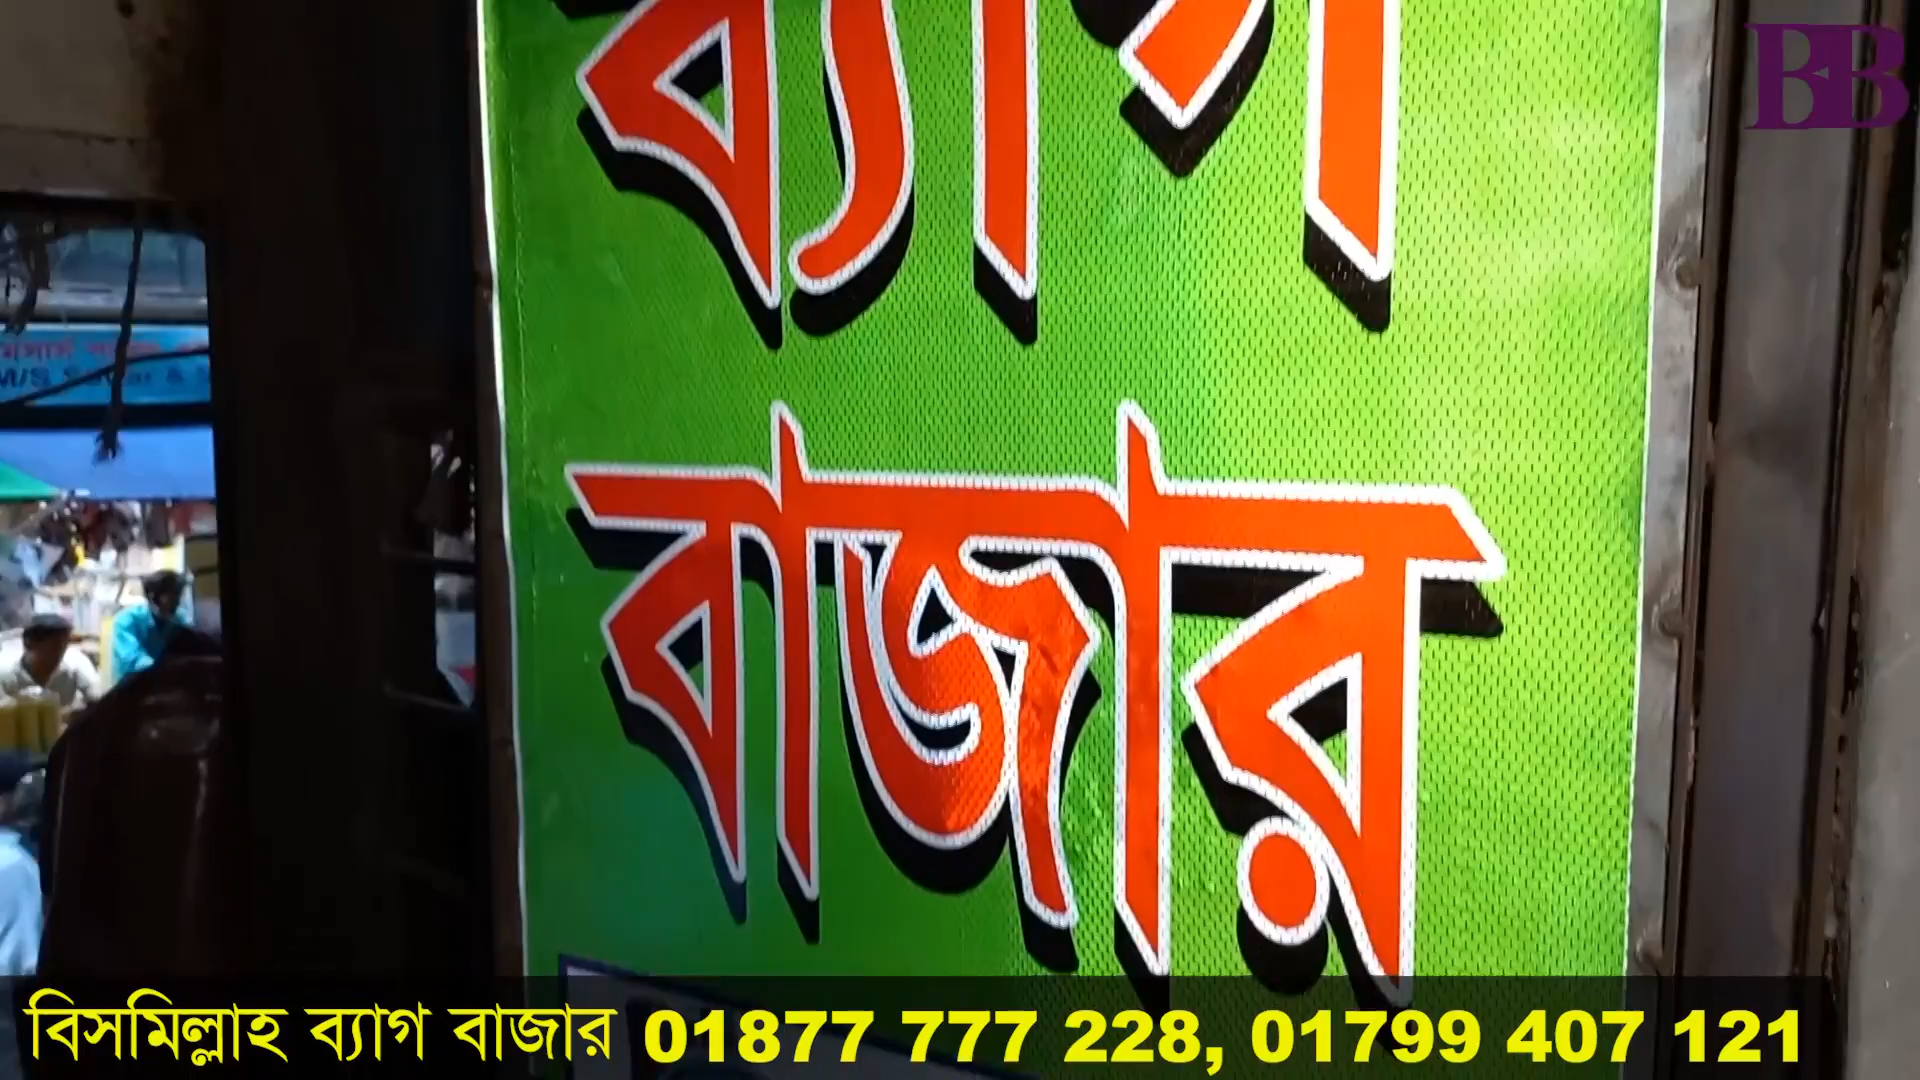 BB
ব্যাগ
বাজার
M/S
বিসমিল্লাহ ব্যাগ বাজার 01877 777 228, 01799 407 121